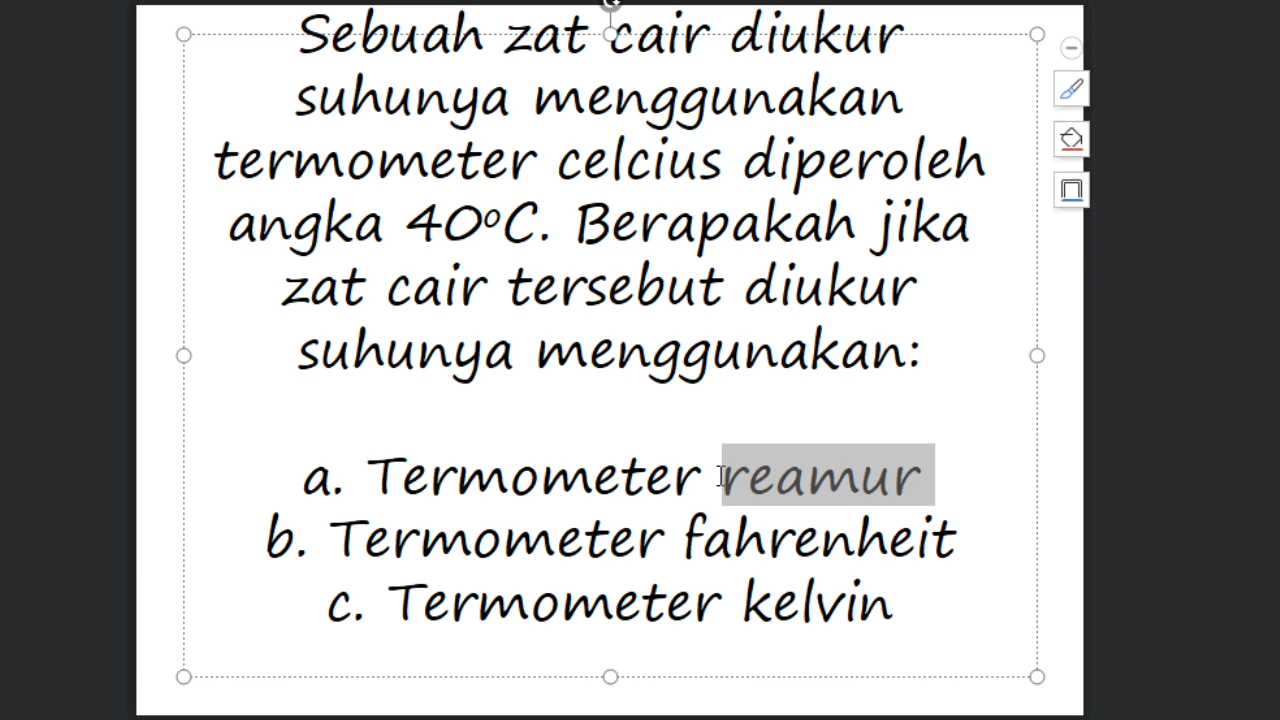 Sebuah zat cair diukur
suhunya menggunakan
termometer celcius diperoleh
angka 40°C. Berapakah jika
zat cair tersebut diukur
suhunya menggunakan:
a. Termometer reamur
b. Termometer fahrenheit
c. Termometer kelvin